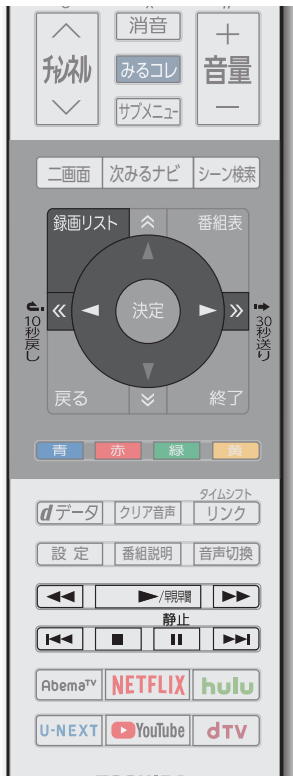 消音
チャンネル
みるコレ
音量
サブメニュー
二画面
次みるナビ
シーン検索
録画リスト
番組表
10秒戻し
決定
30秒送り
戻る
終了
青
赤
緑
黄
タイムシフト
dデータ
クリア音声
リンク
設定
番組説明
音声切換
静止
AbemaTV
NETFLIX
hulu
U-NEXT
YouTube
dTV